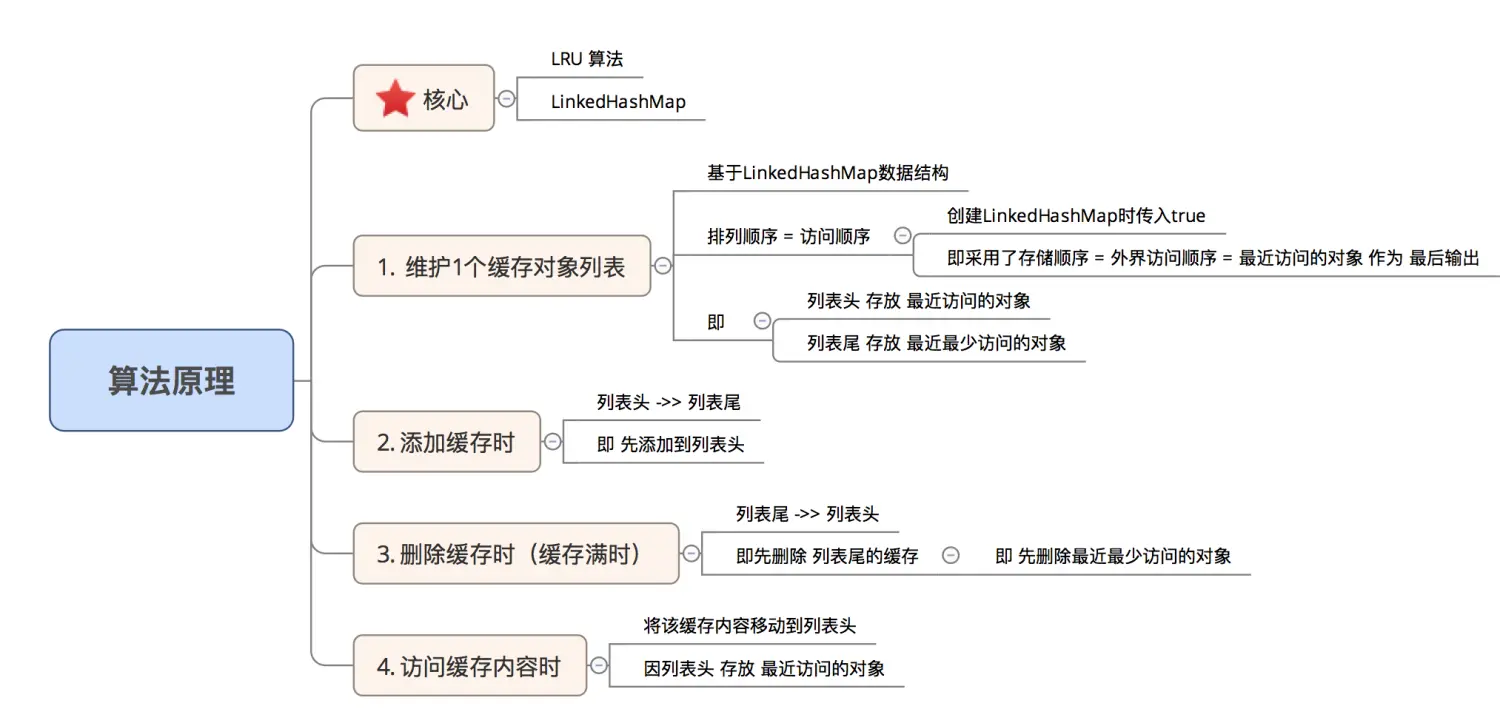 算法原理
核心
LRU 算法
LinkedHashMap
1. 维护1个缓存对象列表
基于LinkedHashMap数据结构
排列顺序 = 访问顺序
创建LinkedHashMap时传入true
即采用了存储顺序 = 外界访问顺序 = 最近访问的对象 作为 最后输出
即
列表头 存放 最近访问的对象
列表尾 存放 最近最少访问的对象
2. 添加缓存时
列表头 ->> 列表尾
即 先添加到列表头
3. 删除缓存时（缓存满时）
列表尾 ->> 列表头
即先删除 列表尾的缓存
即 先删除最近最少访问的对象
4. 访问缓存内容时
将该缓存内容移动到列表头
因列表头 存放 最近访问的对象